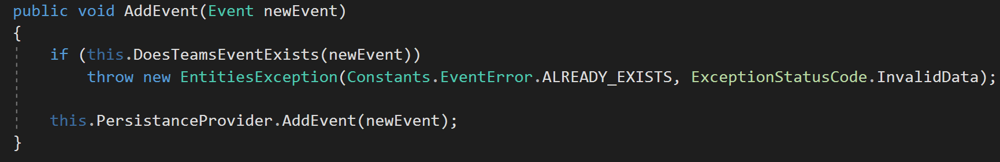 public void AddEvent(Event newEvent)
{
if (this.DoesTeamsEventExists(newEvent))
throw new EntitiesException(Constants.EventError.ALREADY_EXISTS, ExceptionStatusCode.InvalidData);
this.PersistanceProvider.AddEvent(newEvent);
}